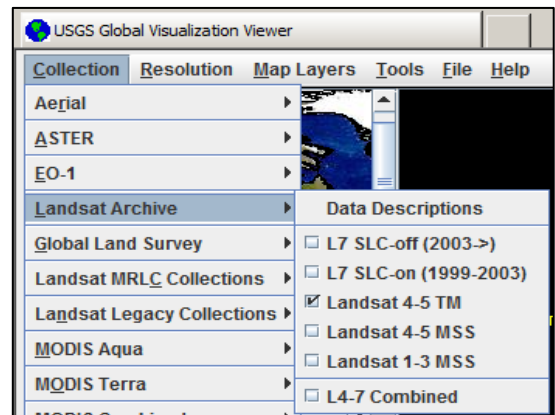 USGS Global Visualization Viewer
Collection Resolution Map Layers Tools File Help
Aerial
ASTER
EO-1
Landsat Archive
Data Descriptions
Global Land Survey
L7 SLC-off (2003->)
Landsat MRLC Collections
L7 SLC-on (1999-2003)
Landsat Legacy Collections
Landsat 4-5 TM
MODIS Aqua
Landsat 4-5 MSS
MODIS Terra
Landsat 1-3 MSS
L4-7 Combined